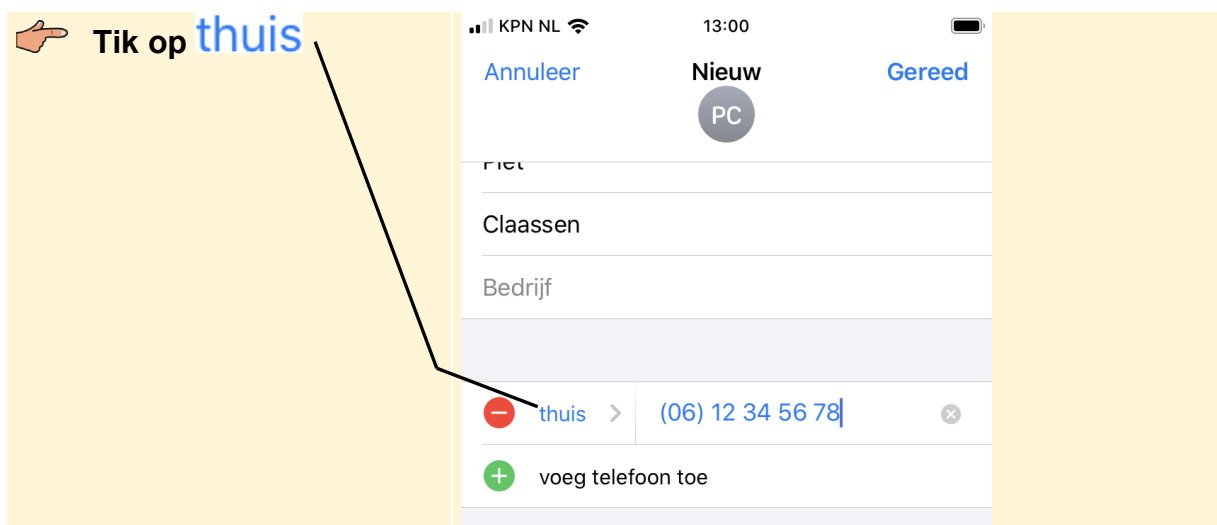 Tik op thuis
KPN NL 13:00
Annuleer Nieuw Gereed
PC
Piet
Claassen
Bedrijf
thuis (06) 12 34 56 78
voeg telefoon toe